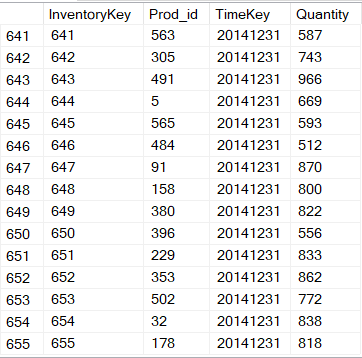 InventoryKey Prod_id TimeKey Quantity
641 641 563 20141231 587
642 642 305 20141231 743
643 643 491 20141231 966
644 644 5 20141231 669
645 645 565 20141231 593
646 646 484 20141231 512
647 647 91 20141231 870
648 648 158 20141231 800
649 649 380 20141231 822
650 650 396 20141231 556
651 651 229 20141231 833
652 652 353 20141231 862
653 653 502 20141231 772
654 654 32 20141231 838
655 655 178 20141231 818